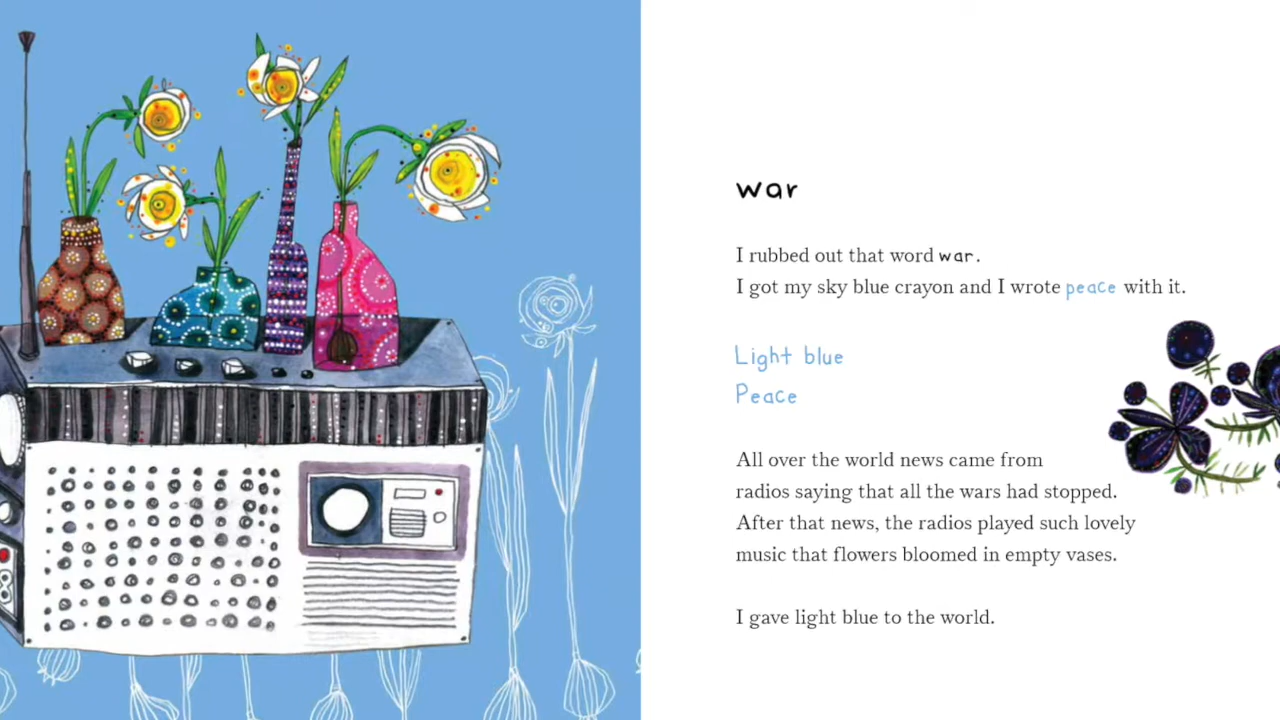 war
I rubbed out that word war.
I got my sky blue crayon and I wrote peace with it.
Light blue
Peace
All over the world news came from
radios saying that all the wars had stopped.
After that news, the radios played such lovely
music that flowers bloomed in empty vases.
I gave light blue to the world.